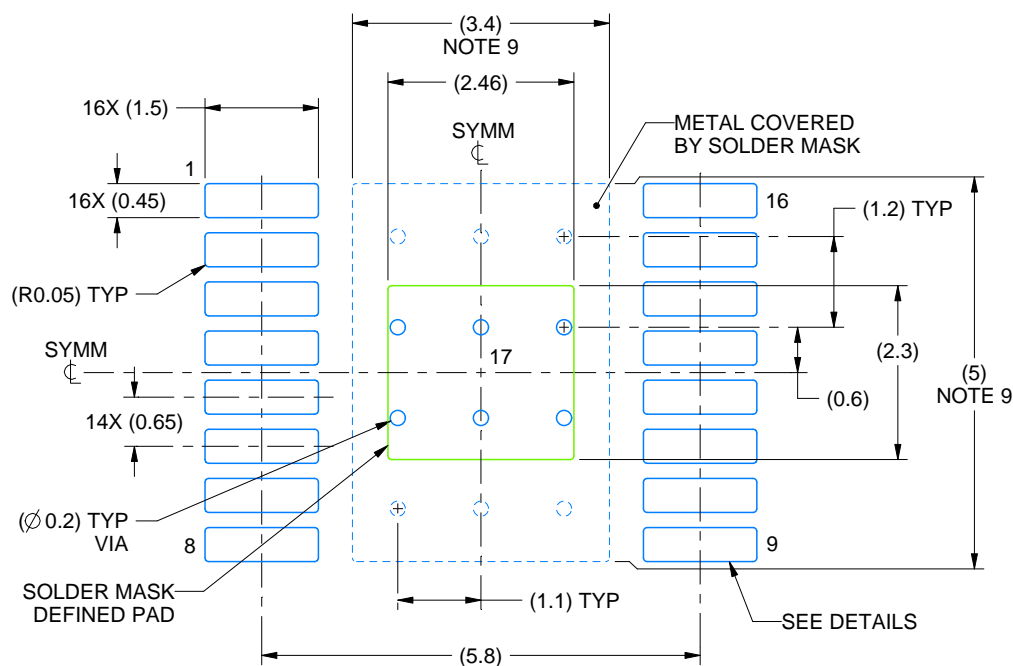 (3.4)
NOTE 9
(2.46)
16X (1.5)
SYMM
METAL COVERED
BY SOLDER MASK
1
16
16X (0.45)
(1.2) TYP
(R0.05) TYP
SYMM
17
(2.3)
(5)
NOTE 9
(0.6)
14X (0.65)
(∅ 0.2) TYP
VIA
8
9
SOLDER MASK
DEFINED PAD
(1.1) TYP
SEE DETAILS
(5.8)